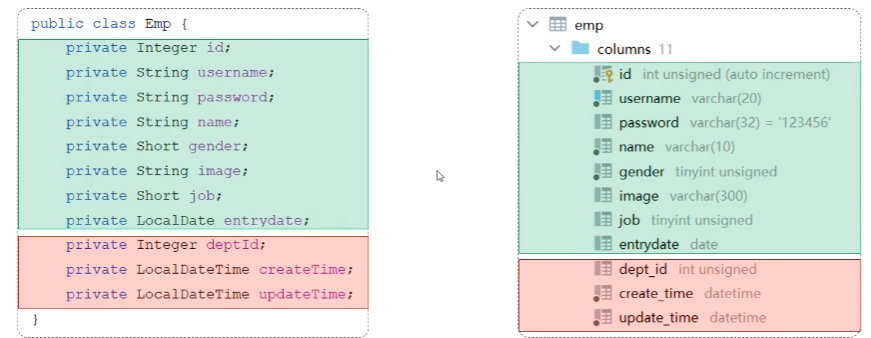 public class Emp {
private Integer id;
private String username;
private String password;
private String name;
private Short gender;
private String image;
private Short job;
private LocalDate entrydate;
private Integer deptId;
private LocalDateTime createTime;
private LocalDateTime updateTime;
}
emp
columns 11
id int unsigned (auto increment)
username varchar(20)
password varchar(32) = '123456'
name varchar(10)
gender tinyint unsigned
image varchar(300)
job tinyint unsigned
entrydate date
dept_id int unsigned
create_time datetime
update_time datetime